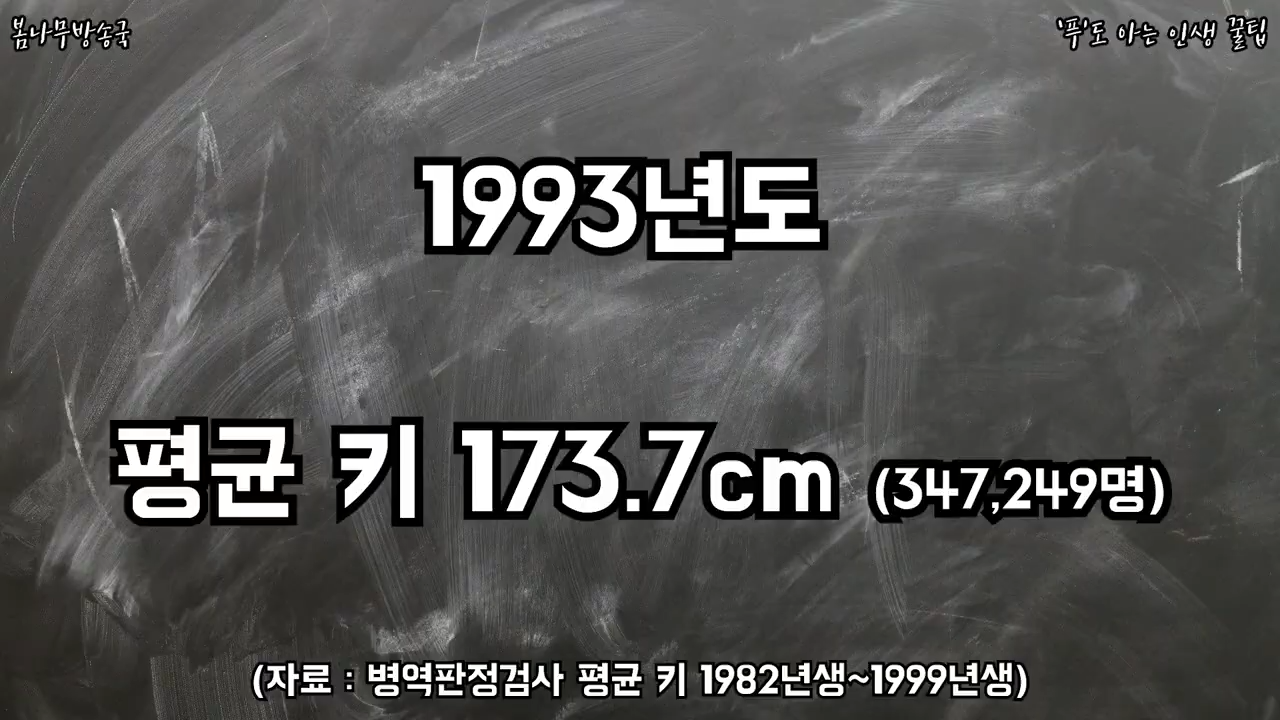 봄나무방송국
'푸'도 아는 인생 꿀팁
1993년도
평균 키 173.7cm (347,249명)
(자료 : 병역판정검사 평균 키 1982년생~1999년생)